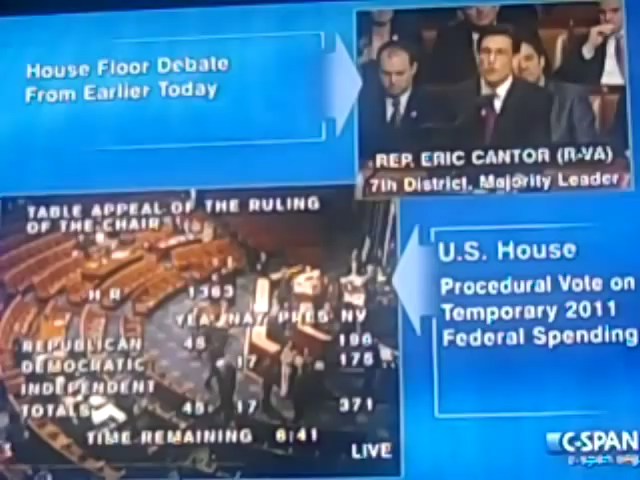 House Floor Debate
From Earlier Today
REP. ERIC CANTOR (R-VA)
7th District, Majority Leader
TABLE APPEAL OF THE RULING
OF THE CHAIR
H R 1363
YEA NAY PRES NV
REPUBLICAN 45 196
DEMOCRATIC 17 175
INDEPENDENT
TOTALS 45 17 371
TIME REMAINING 6:41
LIVE
U.S. House
Procedural Vote on
Temporary 2011
Federal Spending
C-SPAN